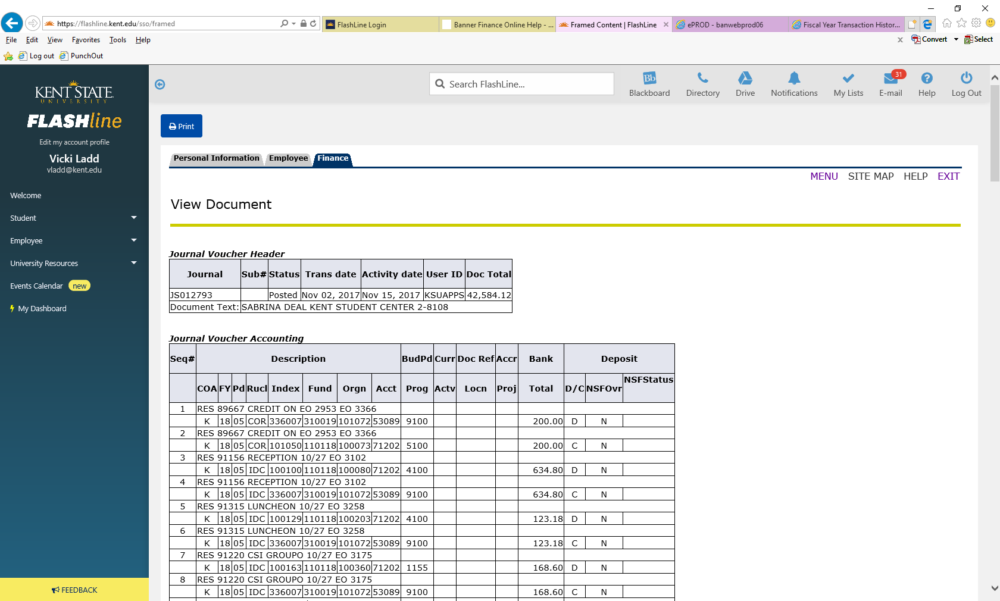 https://flashline.kent.edu/sso/framed
FlashLine Login
Banner Finance Online Help - ...
Framed Content | FlashLine
ePROD - banwebprod06
Fiscal Year Transaction Histor...
File Edit View Favorites Tools Help
x Convert Select
Log out PunchOut
KENT STATE
UNIVERSITY
FLASHline
Edit my account profile
Vicki Ladd
vladd@kent.edu
Welcome
Student
Employee
University Resources
Events Calendar new
My Dashboard
FEEDBACK
Search FlashLine...
Bb
31
Blackboard Directory Drive Notifications My Lists E-mail Help Log Out
Print
Personal Information Employee Finance
MENU SITE MAP HELP EXIT
View Document
Journal Voucher Header
Journal Sub# Status Trans date Activity date User ID Doc Total
JS012793 Posted Nov 02, 2017 Nov 15, 2017 KSUAPPS 42,584.12
Document Text: SABRINA DEAL KENT STUDENT CENTER 2-8108
Journal Voucher Accounting
Seq# Description BudPd Curr Doc Ref Accr Bank Deposit
COA FY Pd Rucl Index Fund Orgn Acct Prog Actv Locn Proj Total D/C NSFOvr NSFStatus
1 RES 89667 CREDIT ON EO 2953 EO 3366
K 18 05 COR 336007 310019 101072 53089 9100 200.00 D N
2 RES 89667 CREDIT ON EO 2953 EO 3366
K 18 05 COR 101050 110118 100073 71202 5100 200.00 C N
3 RES 91156 RECEPTION 10/27 EO 3102
K 18 05 IDC 100100 110118 100080 71202 4100 634.80 D N
4 RES 91156 RECEPTION 10/27 EO 3102
K 18 05 IDC 336007 310019 101072 53089 9100 634.80 C N
5 RES 91315 LUNCHEON 10/27 EO 3258
K 18 05 IDC 100129 110118 100203 71202 4100 123.18 D N
6 RES 91315 LUNCHEON 10/27 EO 3258
K 18 05 IDC 336007 310019 101072 53089 9100 123.18 C N
7 RES 91220 CSI GROUPO 10/27 EO 3175
K 18 05 IDC 100163 110118 100360 71202 1155 168.60 D N
8 RES 91220 CSI GROUPO 10/27 EO 3175
K 18 05 IDC 336007 310019 101072 53089 9100 168.60 C N